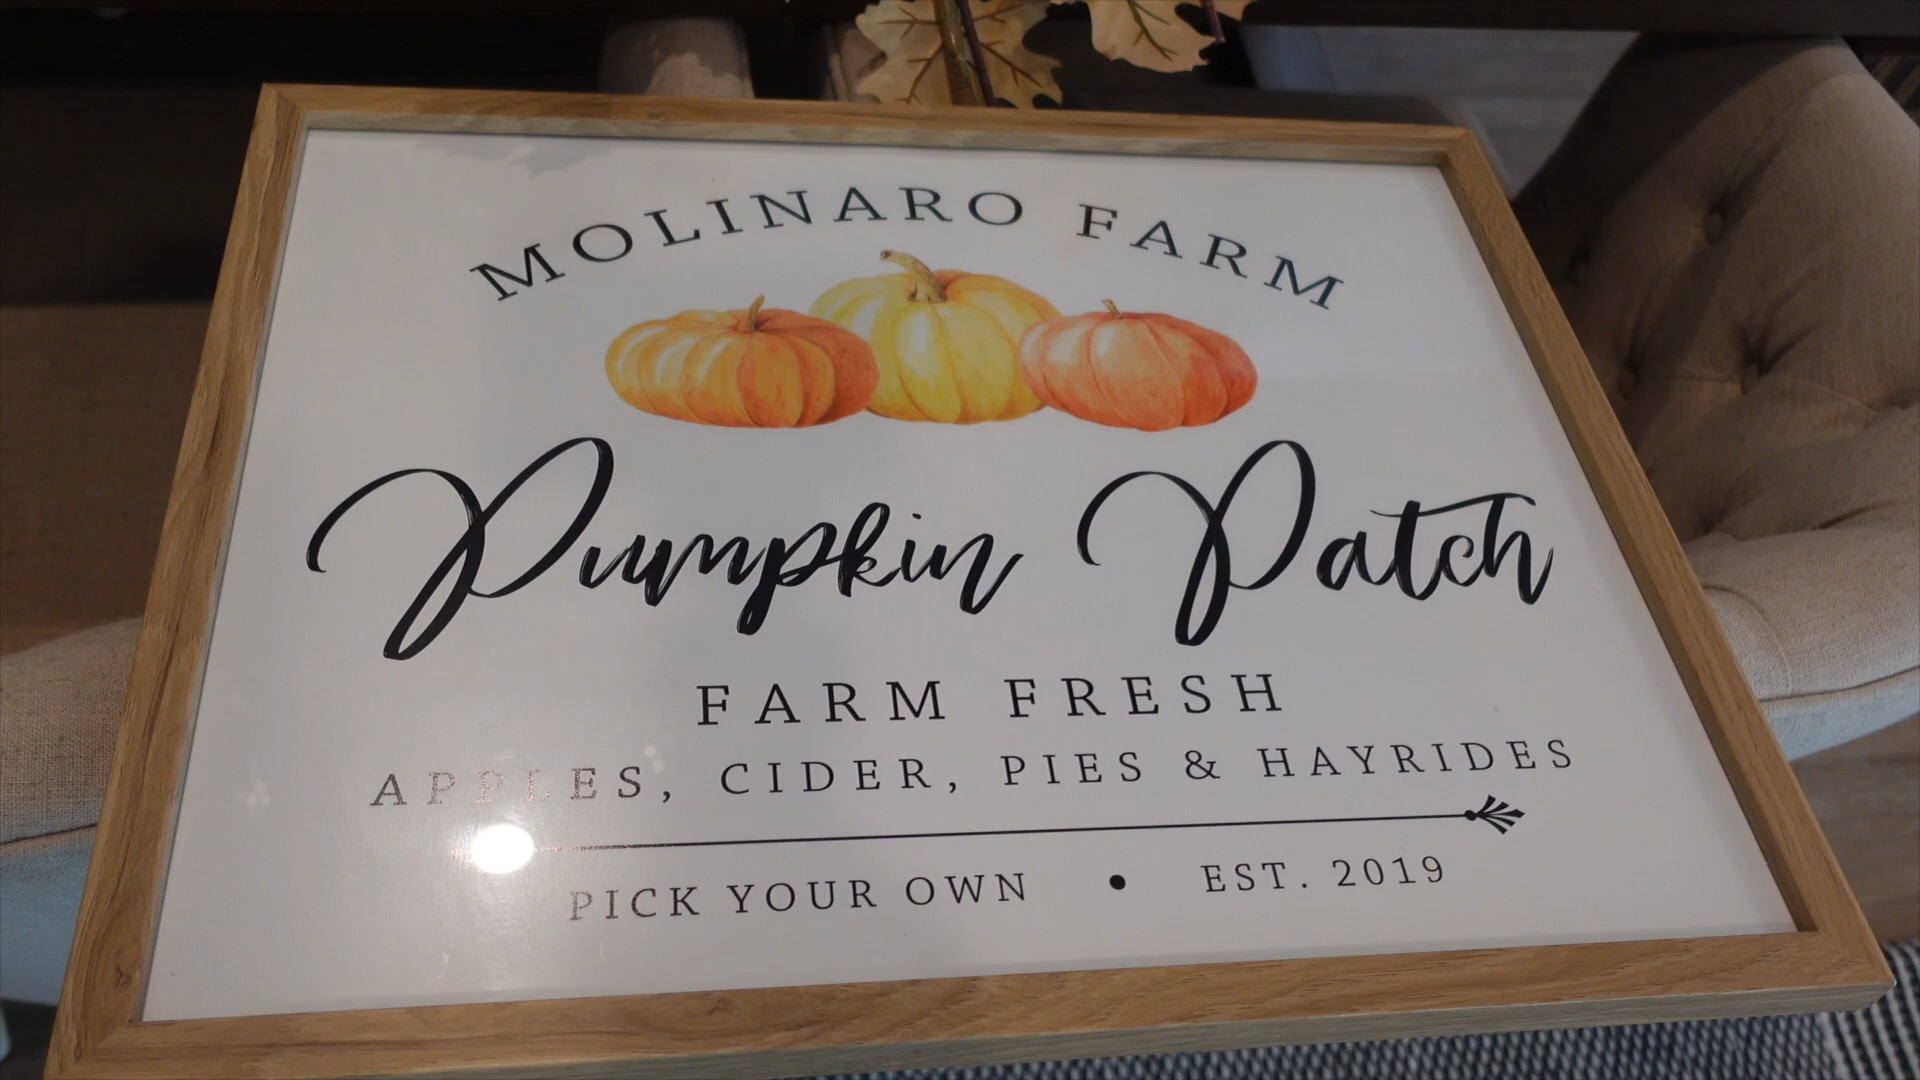 MOLINARO FARM
Pumpkin Patch
FARM FRESH
APPLES, CIDER, PIES & HAYRIDES
PICK YOUR OWN • EST. 2019